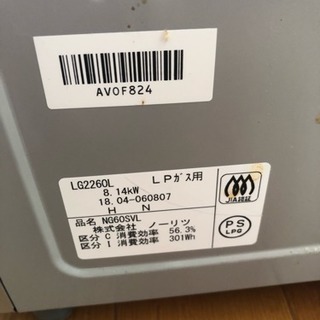 AVOF824
LG2260L LPガス用
8.14kW
18.04-060807
H N
JIA認証
品名 NG60SVL
株式会社 ノーリツ
区分 C 消費効率 56.3%
区分 I 消費効率 301Wh
PS
LPG